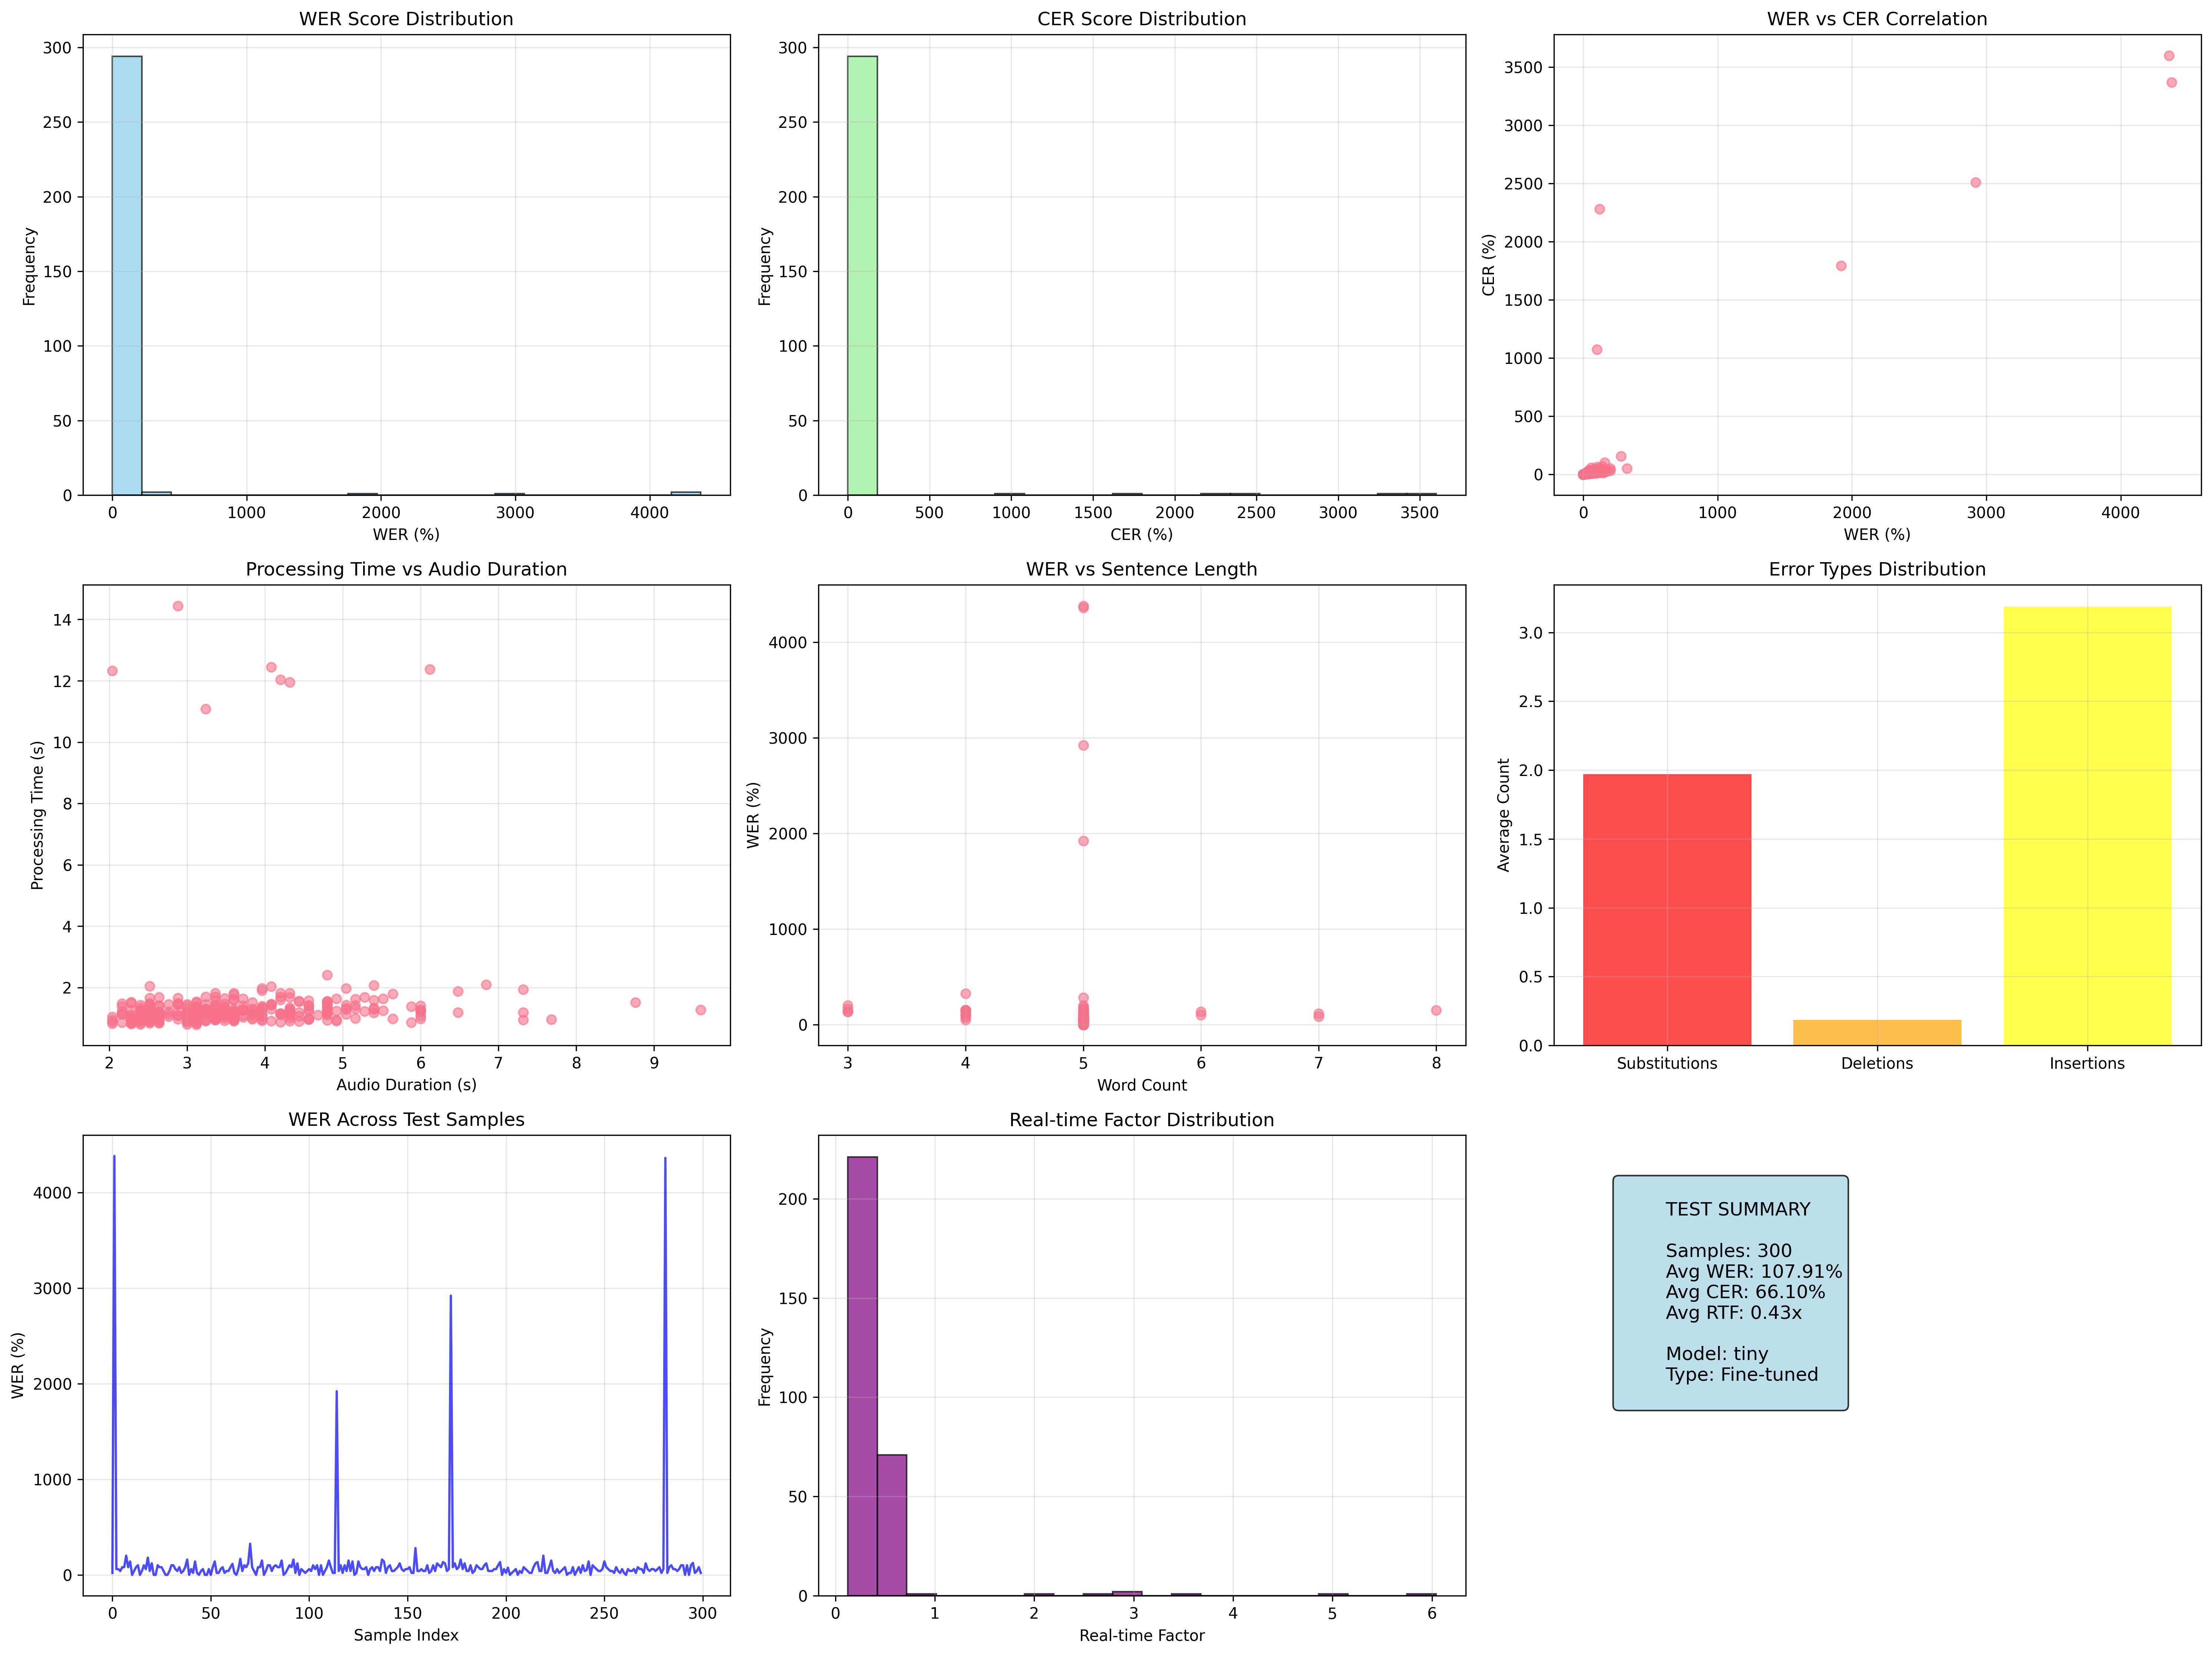 WER Score Distribution
300
250
200
150
100
50
0
Frequency
0 1000 2000 3000 4000
WER (%)
CER Score Distribution
300
250
200
150
100
50
0
Frequency
0 500 1000 1500 2000 2500 3000 3500
CER (%)
WER vs CER Correlation
3500
3000
2500
2000
1500
1000
500
0
CER (%)
0 1000 2000 3000 4000
WER (%)
Processing Time vs Audio Duration
14
12
10
8
6
4
2
Processing Time (s)
2 3 4 5 6 7 8 9
Audio Duration (s)
WER vs Sentence Length
4000
3000
2000
1000
0
WER (%)
3 4 5 6 7 8
Word Count
Error Types Distribution
3.0
2.5
2.0
1.5
1.0
0.5
0.0
Average Count
Substitutions Deletions Insertions
WER Across Test Samples
4000
3000
2000
1000
0
WER (%)
0 50 100 150 200 250 300
Sample Index
Real-time Factor Distribution
200
150
100
50
0
Frequency
0 1 2 3 4 5 6
Real-time Factor
TEST SUMMARY
Samples: 300
Avg WER: 107.91%
Avg CER: 66.10%
Avg RTF: 0.43x
Model: tiny
Type: Fine-tuned